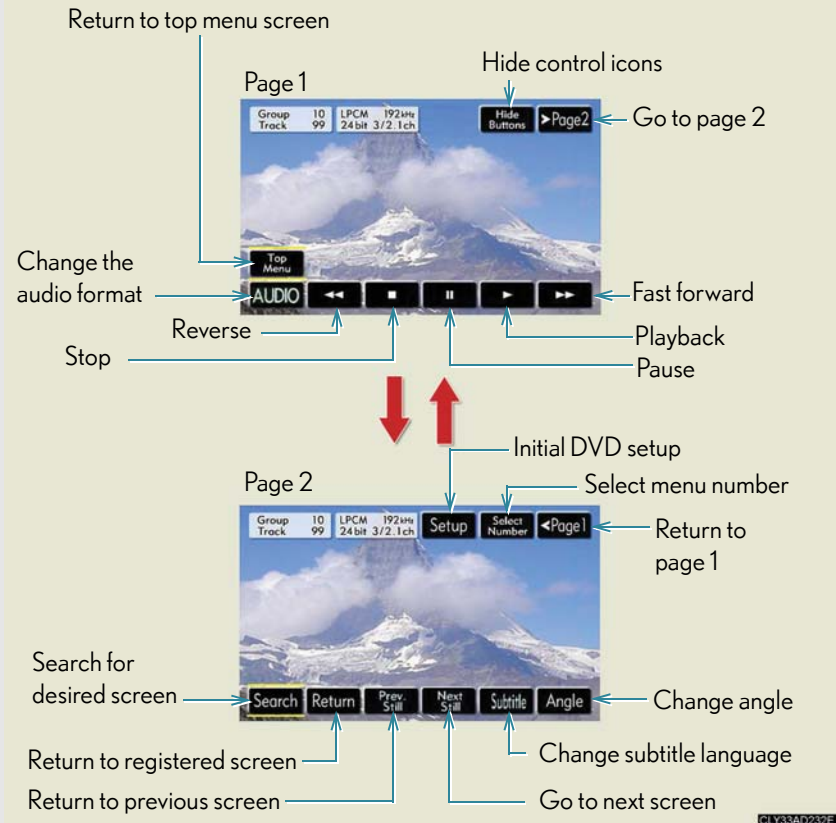 Return to top menu screen
Hide control icons
Page 1
Group 10
Track 99
LPCM 192kHz
24bit 3/2.1ch
Hide
Buttons
>Page2
Go to page 2
Top
Menu
Change the
audio format
AUDIO
Fast forward
Reverse
Playback
Stop
Pause
Initial DVD setup
Page 2
Select menu number
Group 10
Track 99
LPCM 192kHz
24bit 3/2.1ch
Setup
Select
Number
<Page1
Return to
page 1
Search for
desired screen
Search
Return
Prev.
Still
Next
Still
Subtitle
Angle
Change angle
Return to registered screen
Change subtitle language
Return to previous screen
Go to next screen
CLY33AD232E